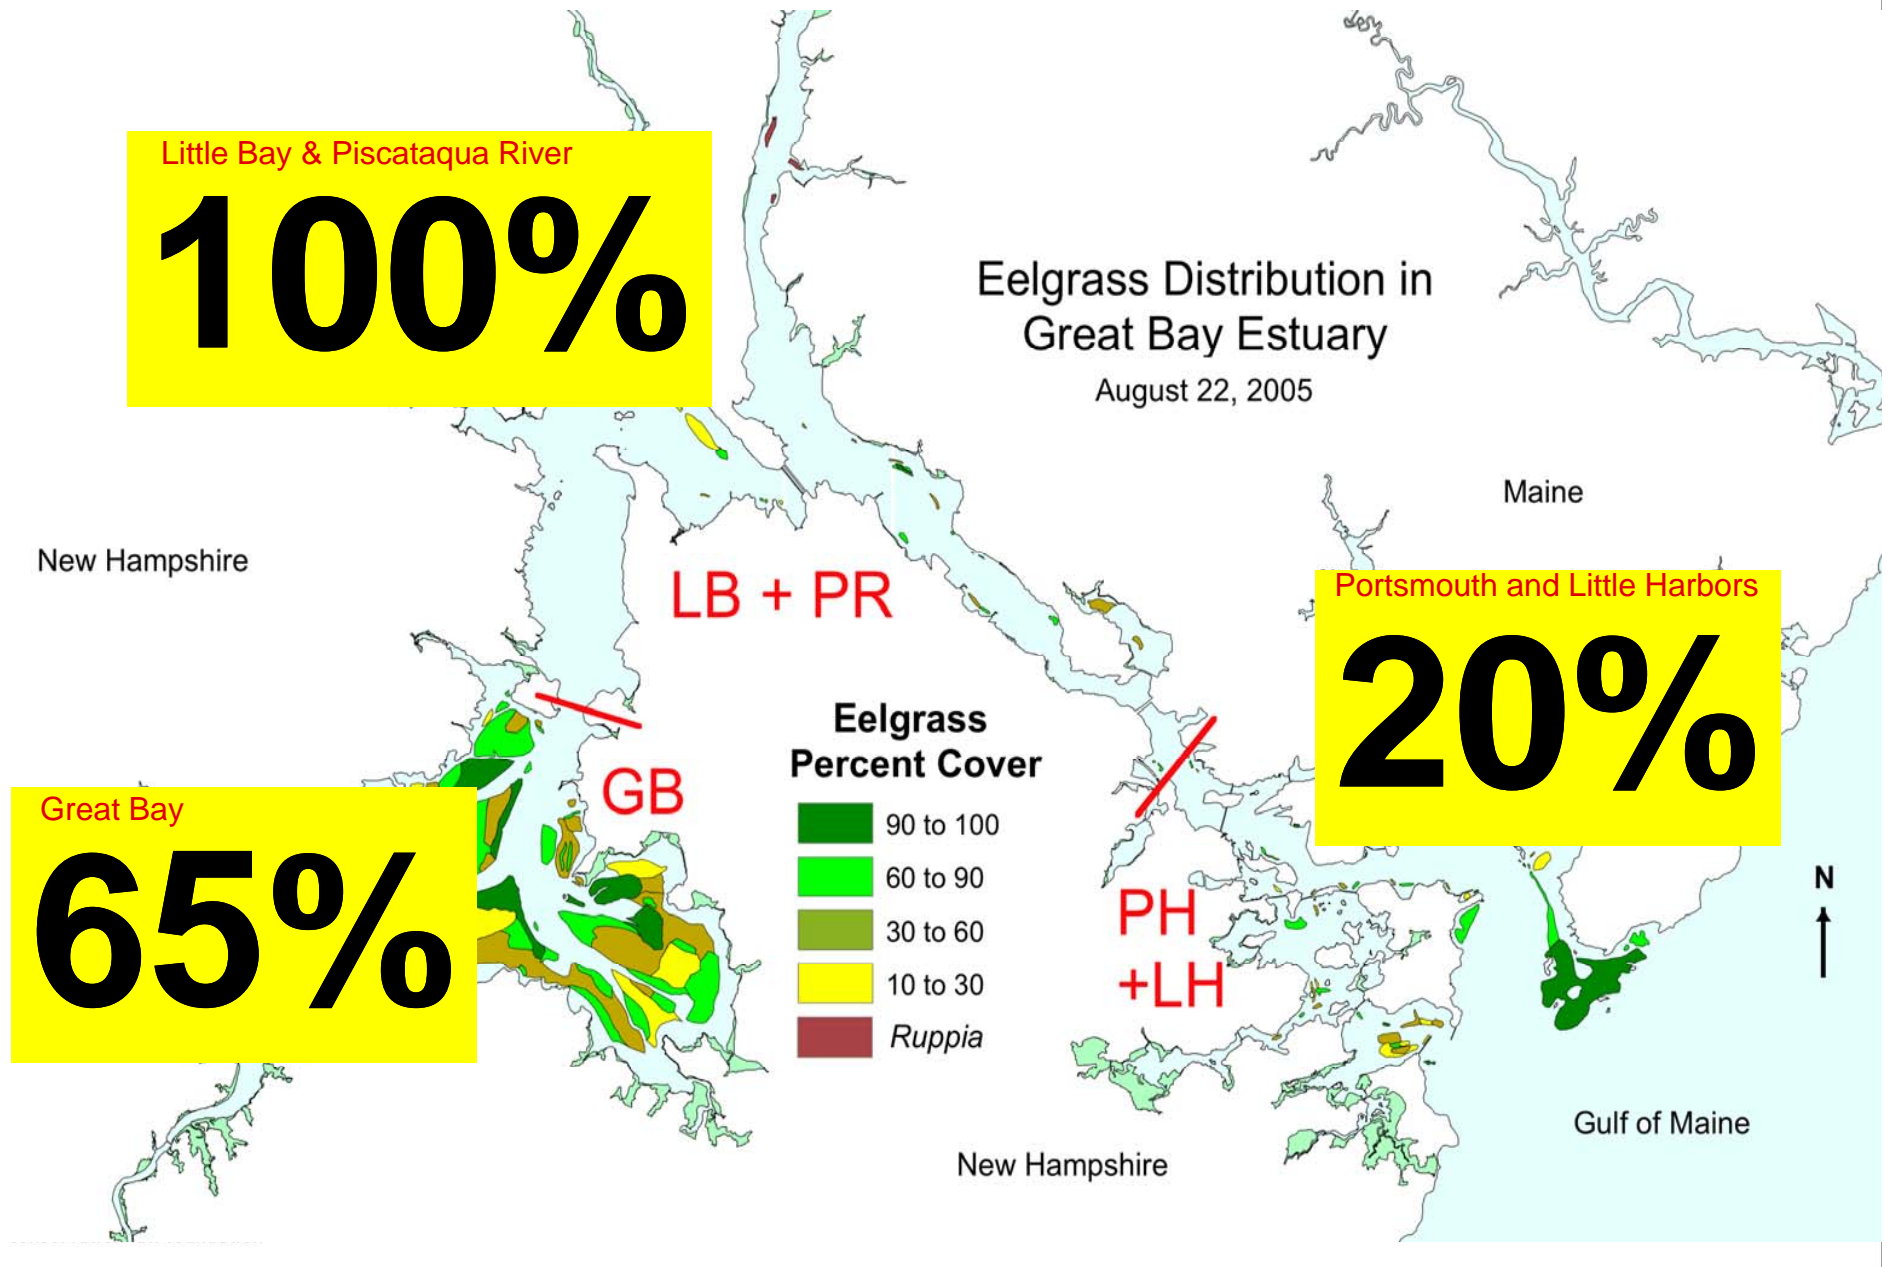 Little Bay & Piscataqua River
100%
Eelgrass Distribution in
Great Bay Estuary
August 22, 2005
Maine
New Hampshire
LB + PR
Portsmouth and Little Harbors
20%
Great Bay
65%
GB
Eelgrass
Percent Cover
90 to 100
60 to 90
30 to 60
10 to 30
Ruppia
PH
+LH
N
Gulf of Maine
New Hampshire